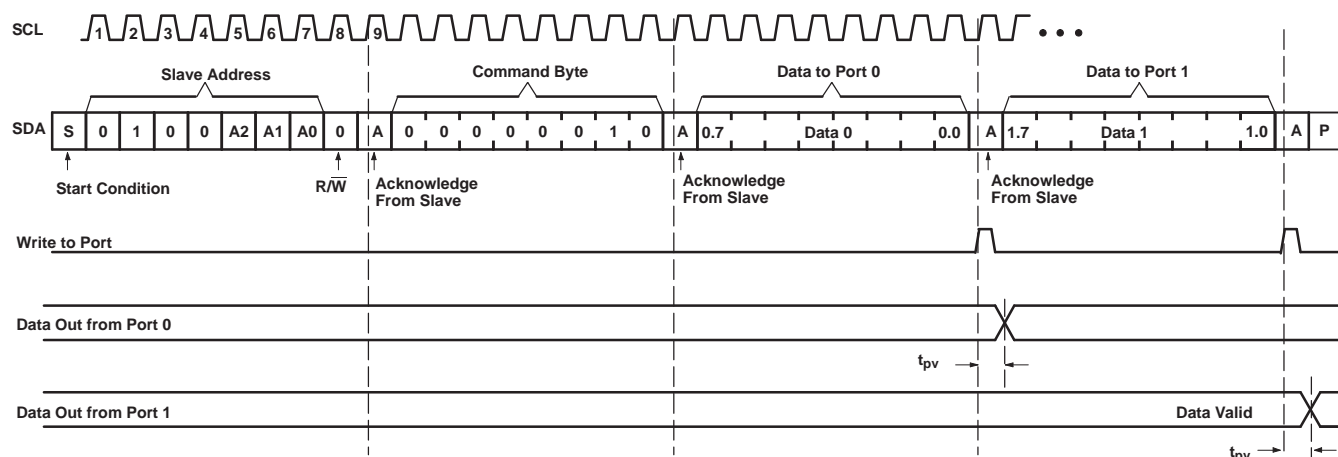 SCL 1 2 3 4 5 6 7 8 9 • • •
Slave Address Command Byte Data to Port 0 Data to Port 1
SDA S 0 1 0 0 A2 A1 A0 0 A 0 0 0 0 0 0 1 0 A 0.7 Data 0 0.0 A 1.7 Data 1 1.0 A P
Start Condition R/W̅ Acknowledge From Slave Acknowledge From Slave Acknowledge From Slave
Write to Port
Data Out from Port 0
tpv
Data Out from Port 1 Data Valid
tpv